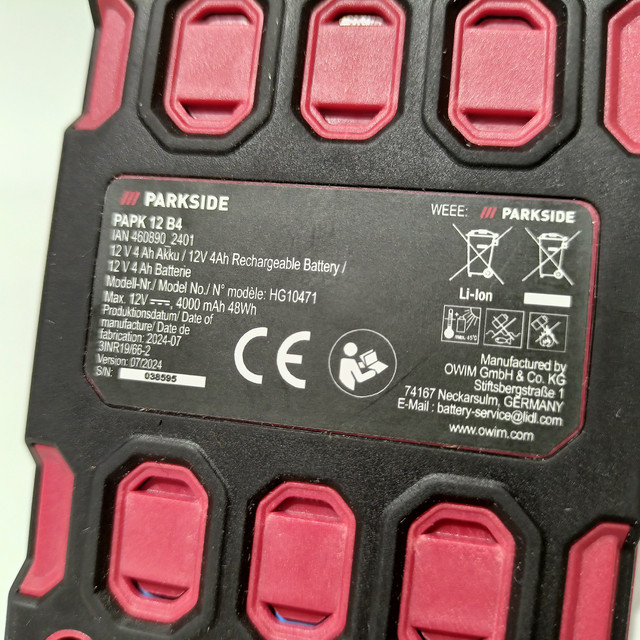 PARKSIDE
PAPK 12 B4
IAN 460890_2401
12 V 4 Ah Akku / 12V 4Ah Rechargeable Battery /
12 V 4 Ah Batterie
Modell-Nr./ Model No./ N° modèle: HG10471
Max. 12V, 4000 mAh 48Wh
Produktionsdatum/ Date of
manufacture/ Date de
fabrication: 2024-07
3INR19/66-2
Version: 07/2024
S/N: 038595
CE
WEEE: PARKSIDE
Li-Ion
max. 45°C
Manufactured by
OWIM GmbH & Co. KG
Stiftsbergstraße 1
74167 Neckarsulm, GERMANY
E-Mail : battery-service@lidl.com
www.owim.com